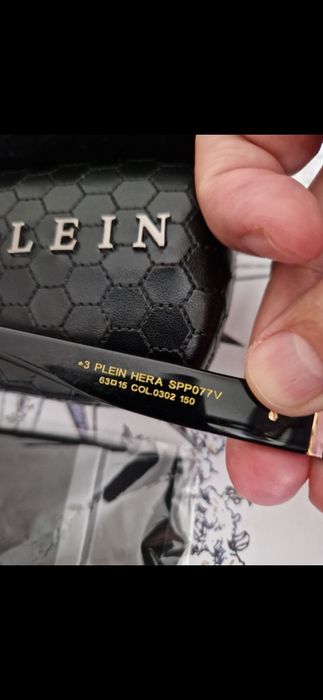 LEIN
*3 PLEIN HERA SPP077V
63□15 COL.0302 150